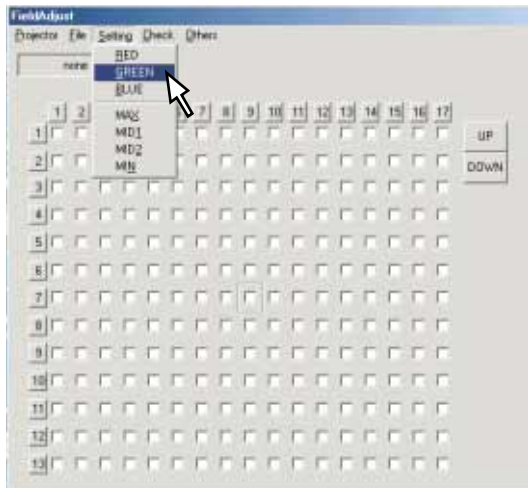 FieldAdjust
Projector File Setting Check Others
none
RED
GREEN
BLUE
MAX
MID1
MID2
MIN
1 2 7 8 9 10 11 12 13 14 15 16 17
UP
DOWN
1
2
3
4
5
6
7
8
9
10
11
12
13